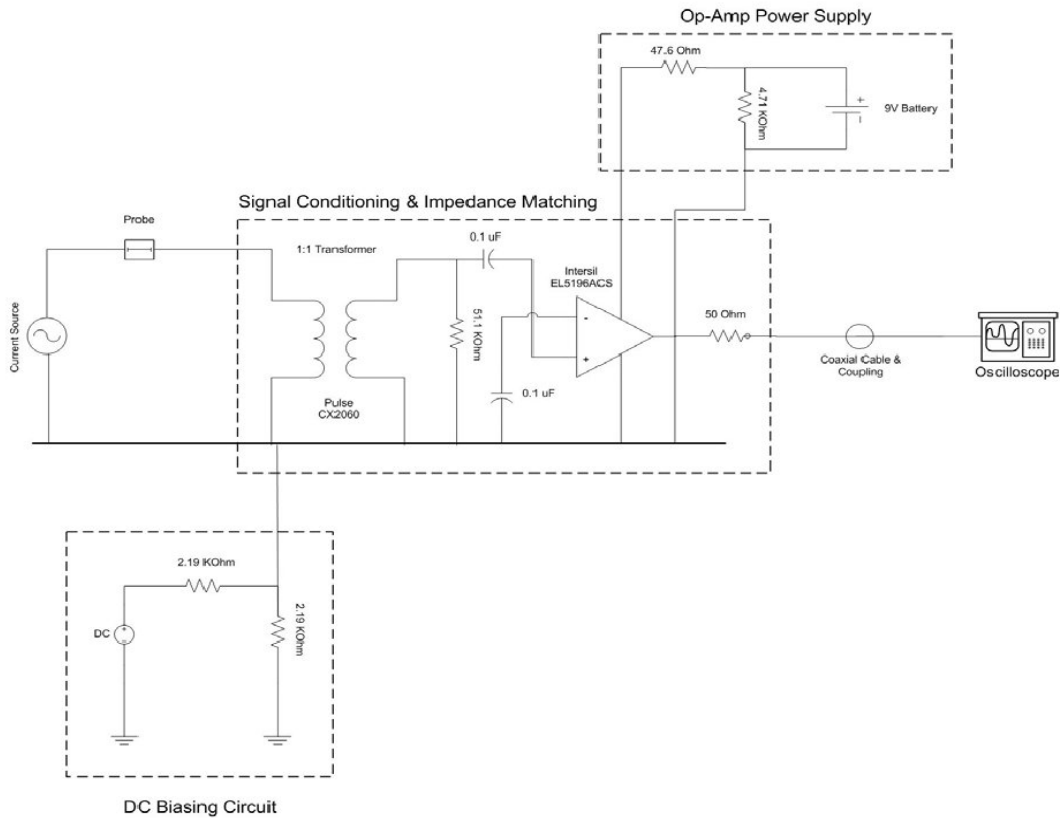 Op-Amp Power Supply
47.6 Ohm
4.71 KOhm
+
-
9V Battery
Signal Conditioning & Impedance Matching
Probe
1:1 Transformer
0.1 uF
Intersil
EL5196ACS
Current Source
51.1 KOhm
-
+
50 Ohm
Coaxial Cable &
Coupling
Oscilloscope
Pulse
CX2060
0.1 uF
2.19 KOhm
DC
2.19 KOhm
DC Biasing Circuit